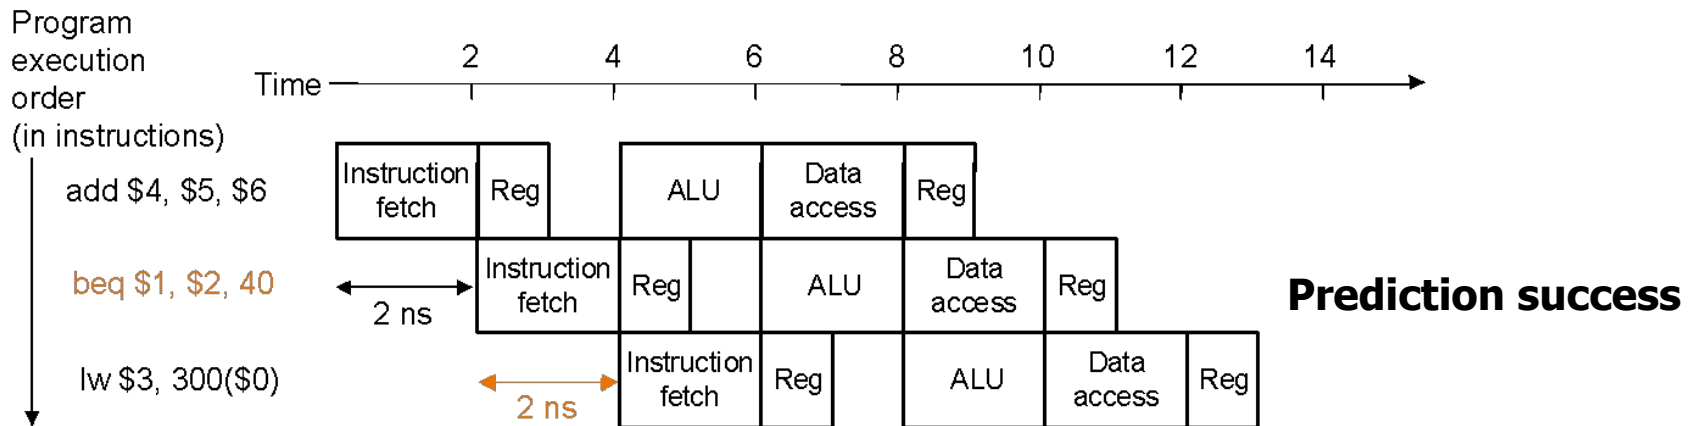 Program
execution
order
(in instructions)
Time
2 4 6 8 10 12 14
add $4, $5, $6
Instruction
fetch
Reg
ALU
Data
access
Reg
beq $1, $2, 40
2 ns
Instruction
fetch
Reg
ALU
Data
access
Reg
Prediction success
lw $3, 300($0)
2 ns
Instruction
fetch
Reg
ALU
Data
access
Reg